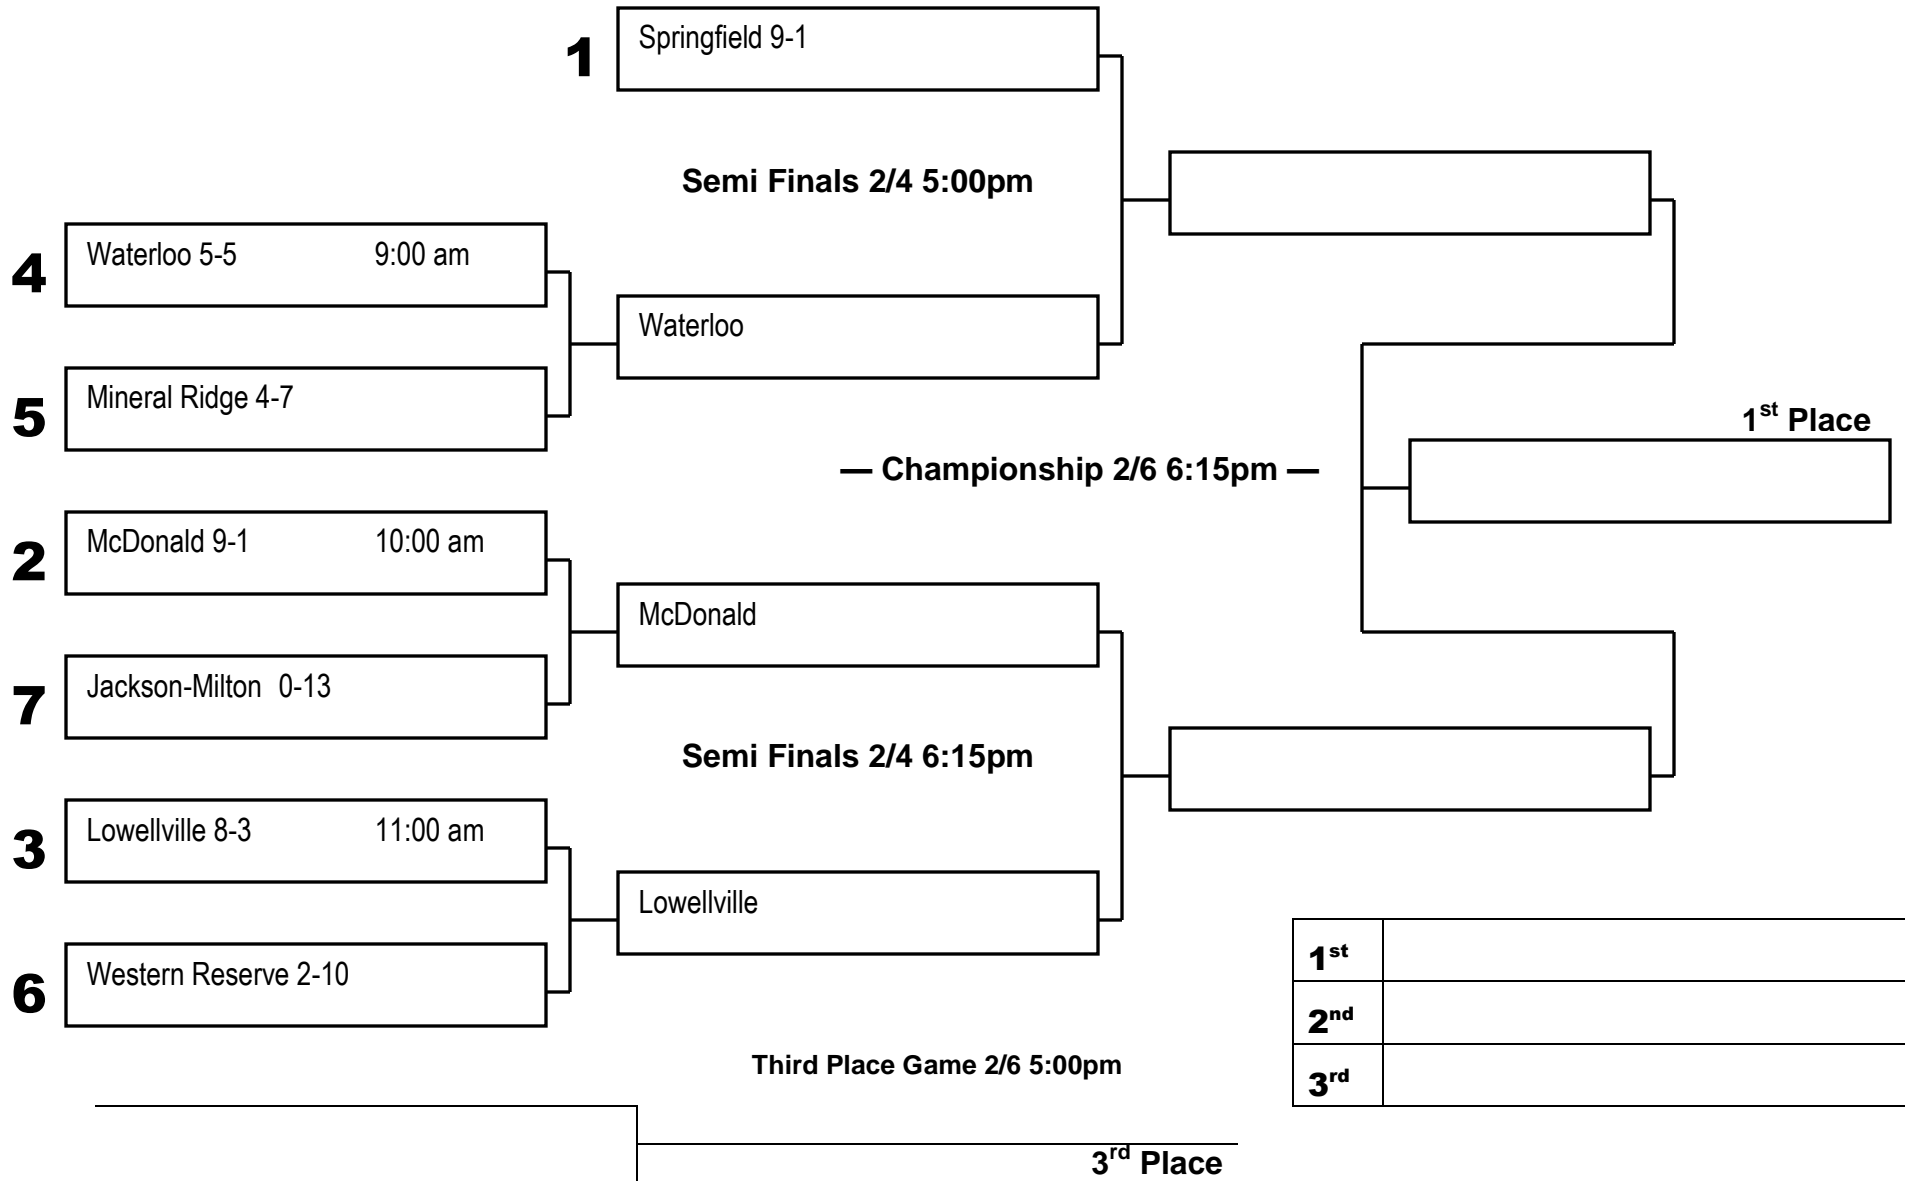 1
Springfield 9-1
Semi Finals 2/4 5:00pm
4
Waterloo 5-5 9:00 am
Waterloo
5
Mineral Ridge 4-7
1st Place
— Championship 2/6 6:15pm —
2
McDonald 9-1 10:00 am
McDonald
7
Jackson-Milton 0-13
Semi Finals 2/4 6:15pm
3
Lowellville 8-3 11:00 am
Lowellville
6
Western Reserve 2-10
1st
2nd
3rd
Third Place Game 2/6 5:00pm
3rd Place